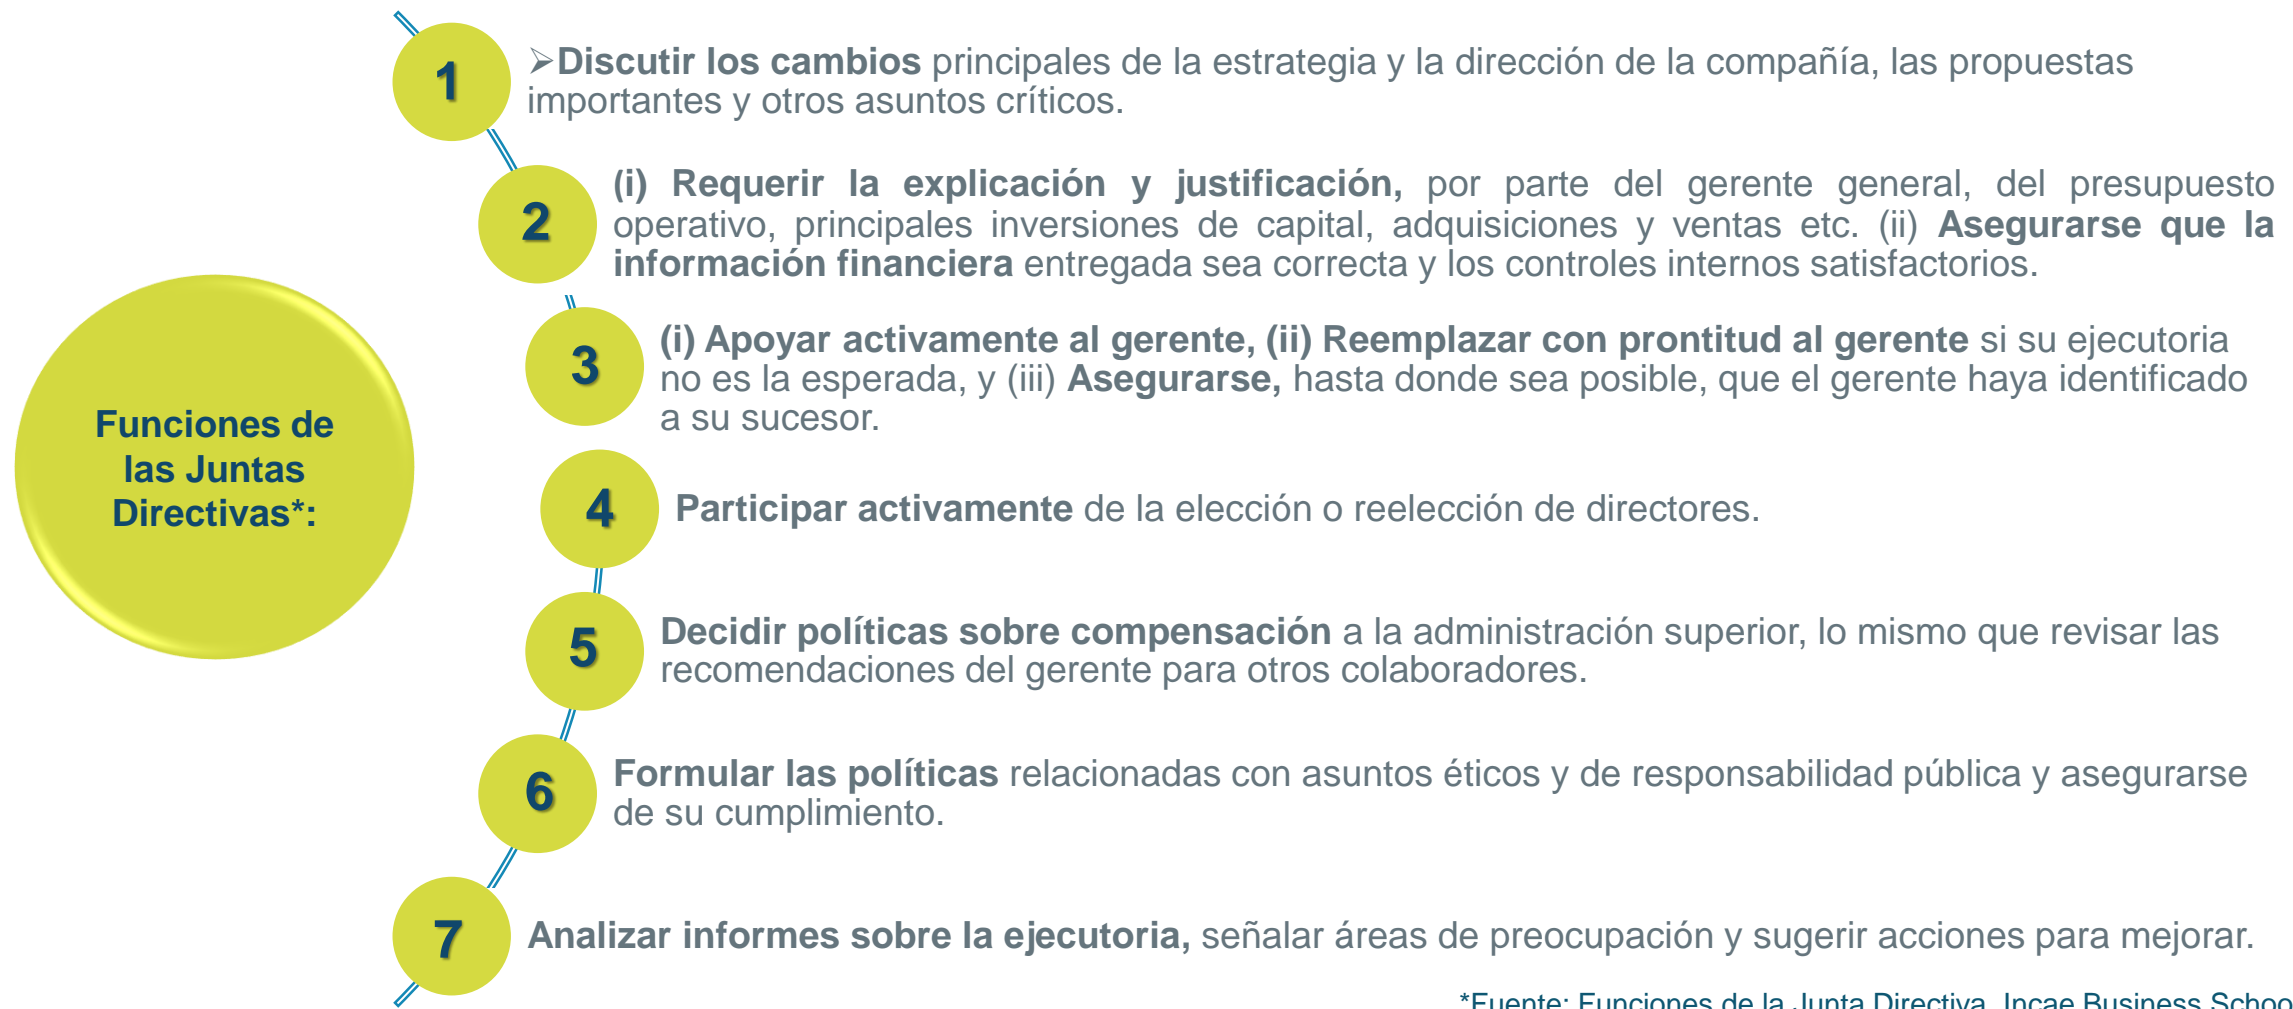 Funciones de
las Juntas
Directivas*:
1
➢Discutir los cambios principales de la estrategia y la dirección de la compañía, las propuestas
importantes y otros asuntos críticos.
2
(i) Requerir la explicación y justificación, por parte del gerente general, del presupuesto
operativo, principales inversiones de capital, adquisiciones y ventas etc. (ii) Asegurarse que la
información financiera entregada sea correcta y los controles internos satisfactorios.
3
(i) Apoyar activamente al gerente, (ii) Reemplazar con prontitud al gerente si su ejecutoria
no es la esperada, y (iii) Asegurarse, hasta donde sea posible, que el gerente haya identificado
a su sucesor.
4
Participar activamente de la elección o reelección de directores.
5
Decidir políticas sobre compensación a la administración superior, lo mismo que revisar las
recomendaciones del gerente para otros colaboradores.
6
Formular las políticas relacionadas con asuntos éticos y de responsabilidad pública y asegurarse
de su cumplimiento.
7
Analizar informes sobre la ejecutoria, señalar áreas de preocupación y sugerir acciones para mejorar.
*Fuente: Funciones de la Junta Directiva, Incae Business Schoo